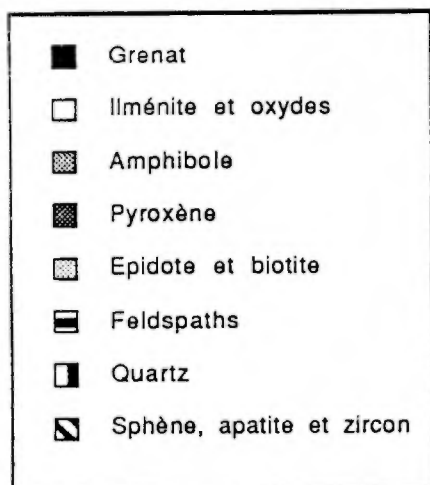 Grenat
Ilménite et oxydes
Amphibole
Pyroxène
Epidote et biotite
Feldspaths
Quartz
Sphène, apatite et zircon